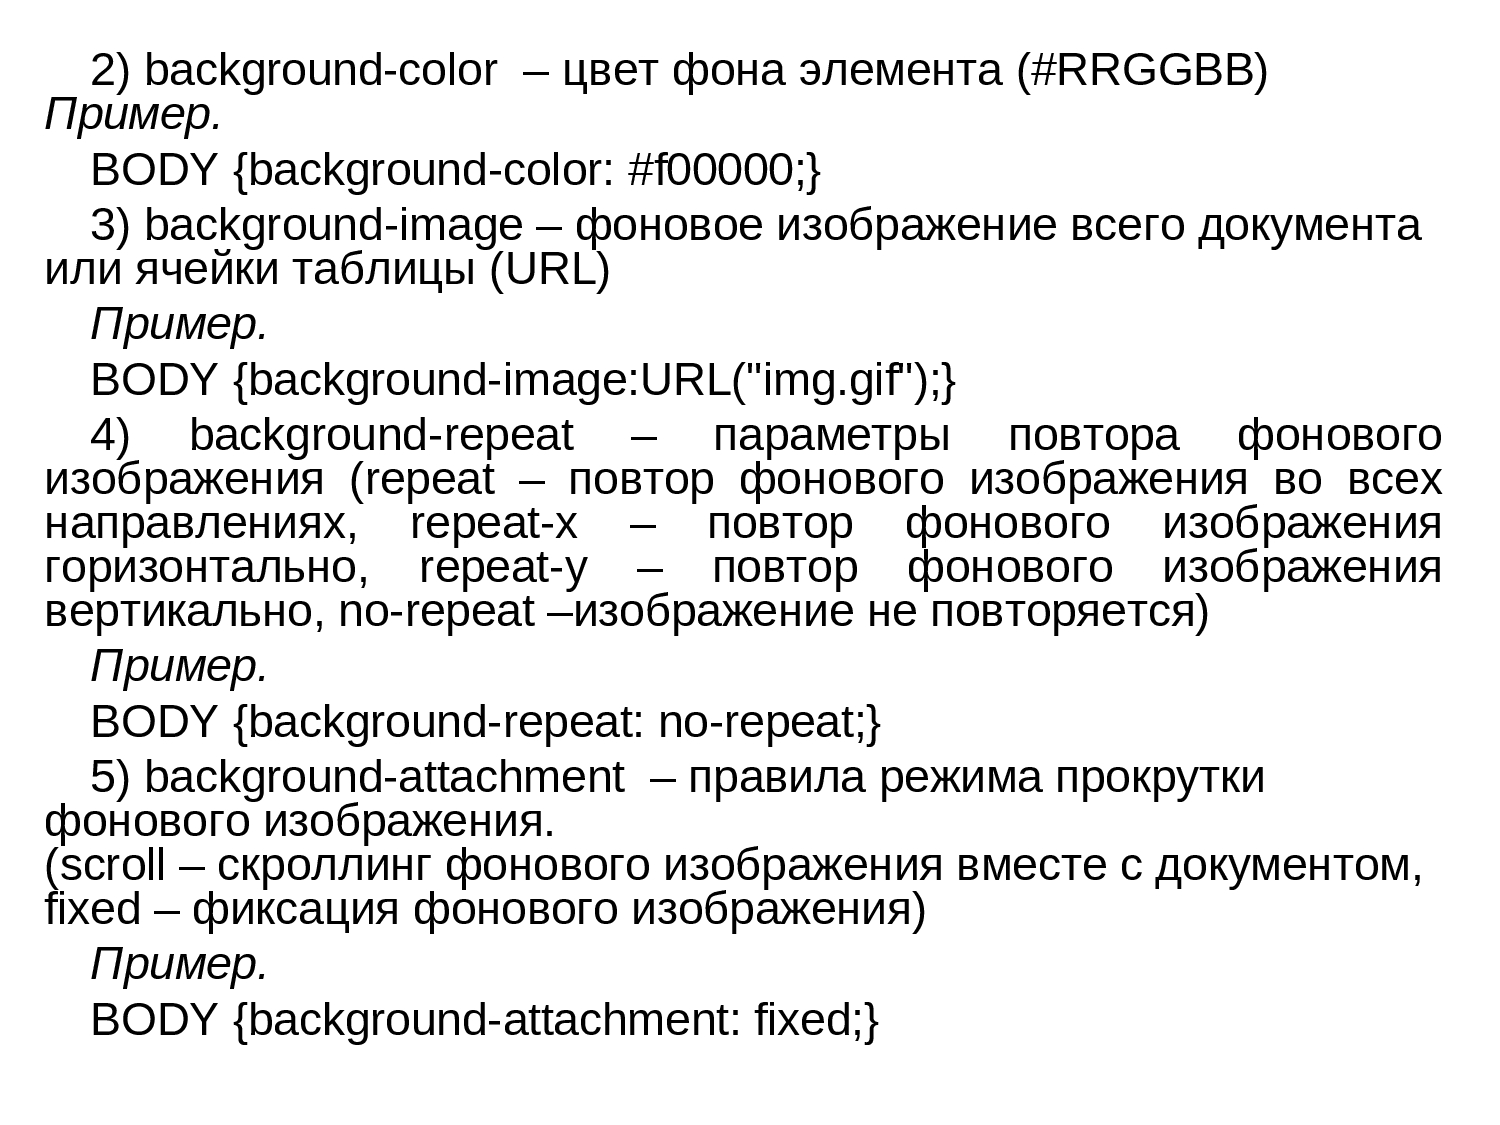 2) background-color – цвет фона элемента (#RRGGBB)
Пример.
BODY {background-color: #f00000;}
3) background-image – фоновое изображение всего документа
или ячейки таблицы (URL)
Пример.
BODY {background-image:URL("img.gif");}
4) background-repeat – параметры повтора фонового
изображения (repeat – повтор фонового изображения во всех
направлениях, repeat-x – повтор фонового изображения
горизонтально, repeat-y – повтор фонового изображения
вертикально, no-repeat –изображение не повторяется)
Пример.
BODY {background-repeat: no-repeat;}
5) background-attachment – правила режима прокрутки
фонового изображения.
(scroll – скроллинг фонового изображения вместе с документом,
fixed – фиксация фонового изображения)
Пример.
BODY {background-attachment: fixed;}